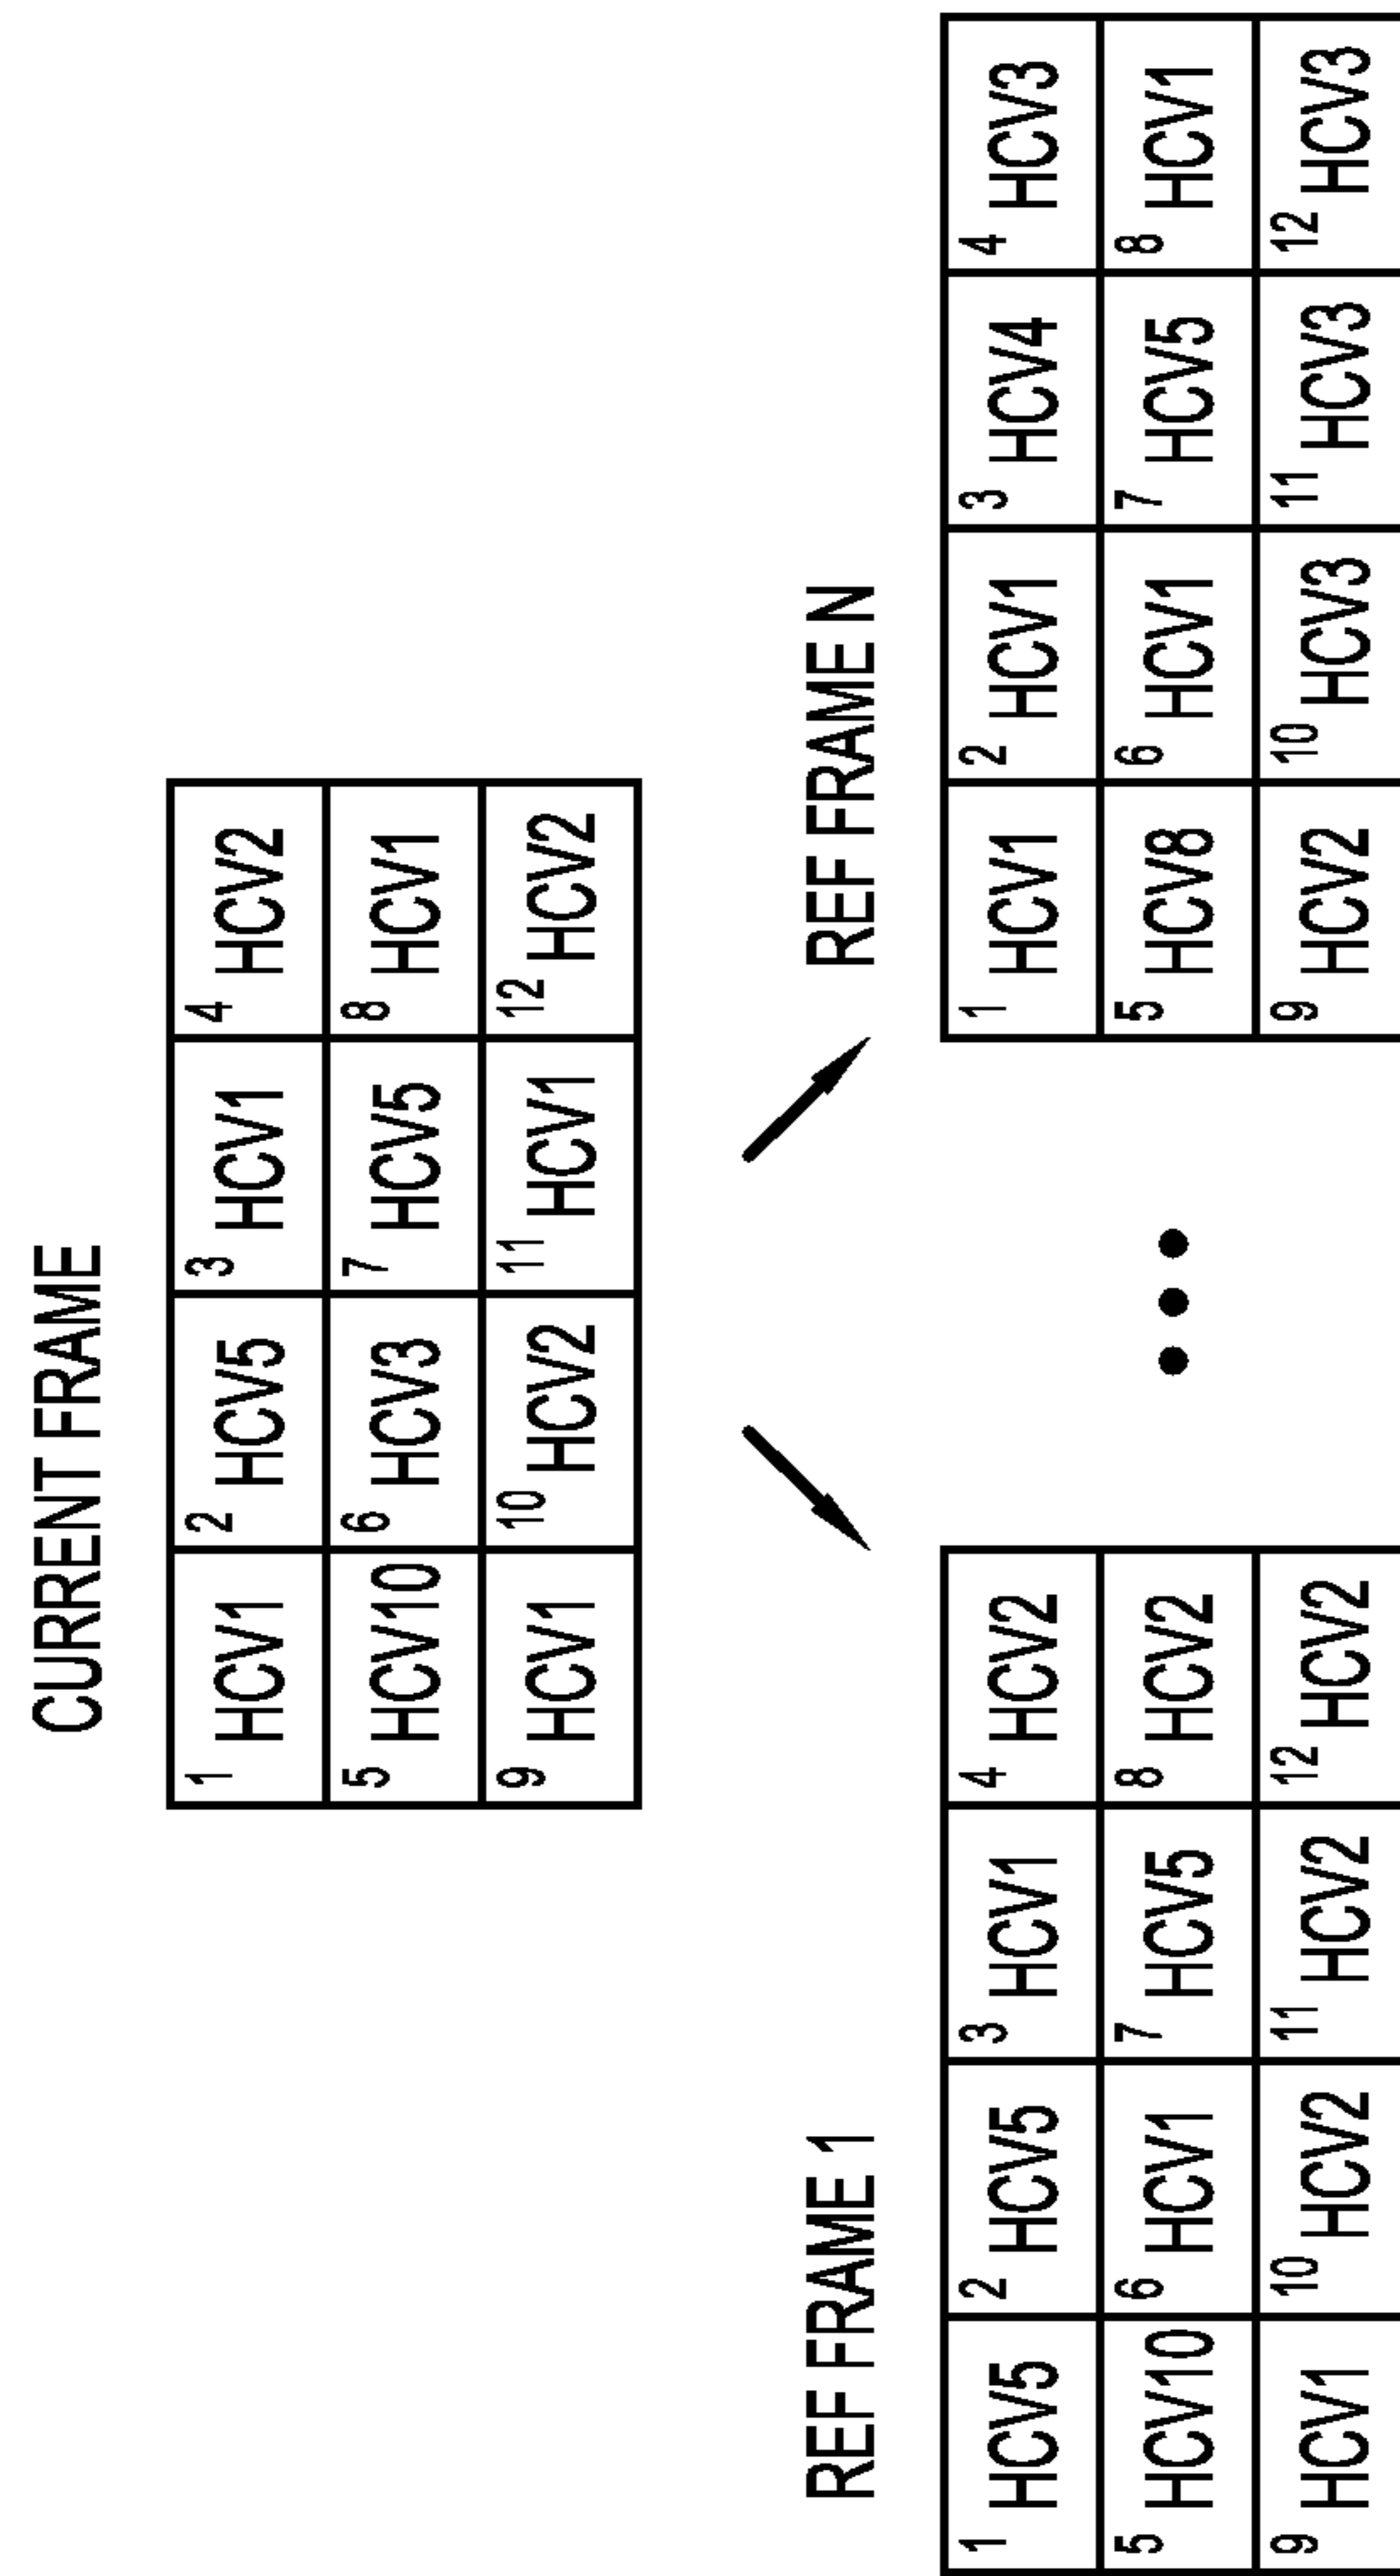 CURRENT FRAME
1 HCV1 2 HCV5 3 HCV1 4 HCV2
5 HCV10 6 HCV3 7 HCV5 8 HCV1
9 HCV1 10 HCV2 11 HCV1 12 HCV2
REF FRAME 1
1 HCV5 2 HCV5 3 HCV1 4 HCV2
5 HCV10 6 HCV1 7 HCV5 8 HCV2
9 HCV1 10 HCV2 11 HCV2 12 HCV2
REF FRAME N
1 HCV1 2 HCV1 3 HCV4 4 HCV3
5 HCV8 6 HCV1 7 HCV5 8 HCV1
9 HCV2 10 HCV3 11 HCV3 12 HCV3